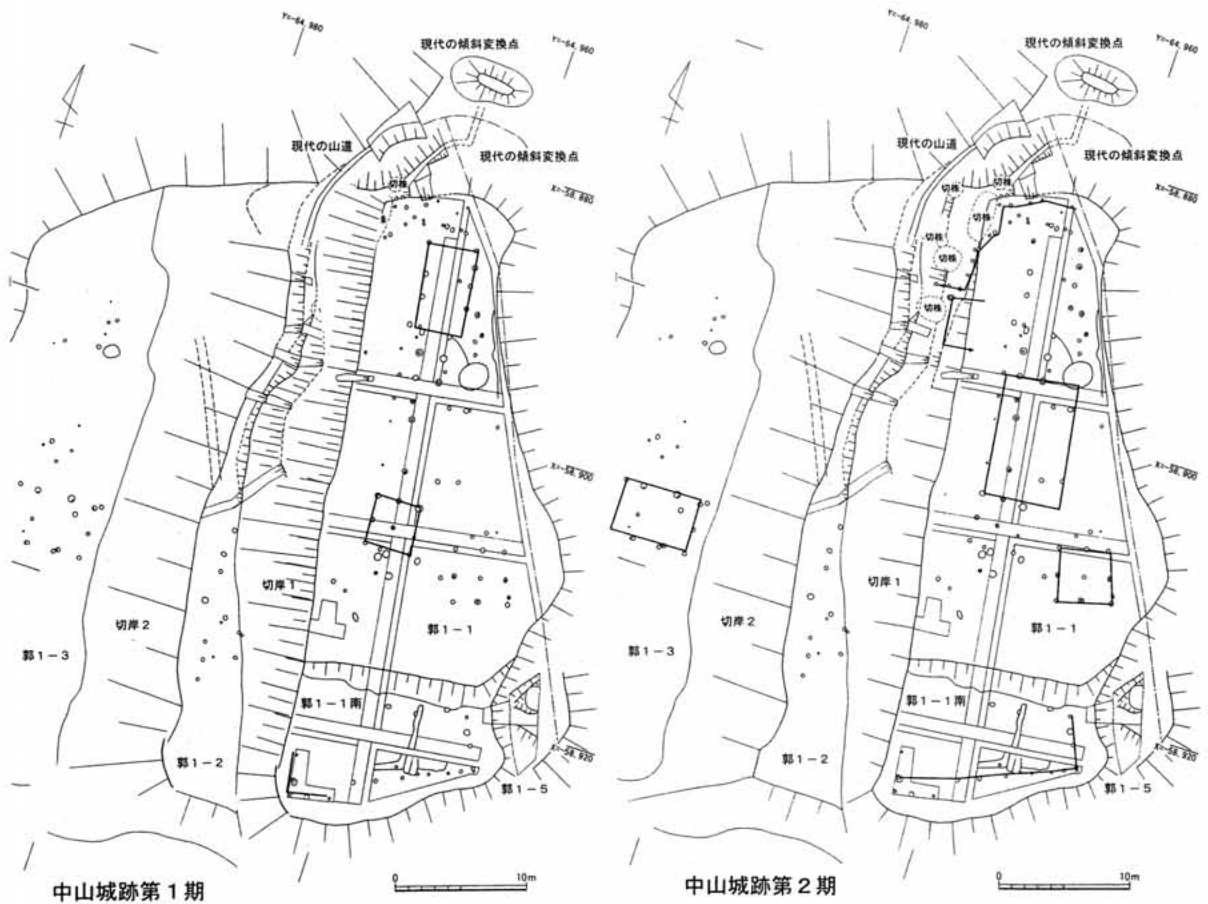 Y=-64,980
現代の傾斜変換点
Y=-64,960
現代の山道
現代の傾斜変換点
切株
X=-58,880
X=-58,900
切岸1
切岸2
郭1-1
郭1-3
郭1-1南
郭1-2
X=-58,920
郭1-5
中山城跡第1期
0
10m
Y=-64,980
現代の傾斜変換点
Y=-64,960
現代の山道
現代の傾斜変換点
切株
切株
切株
X=-58,880
切株
切株
切株
X=-58,900
切岸1
切岸2
郭1-1
郭1-3
郭1-1南
郭1-2
X=-58,920
郭1-5
中山城跡第2期
0
10m